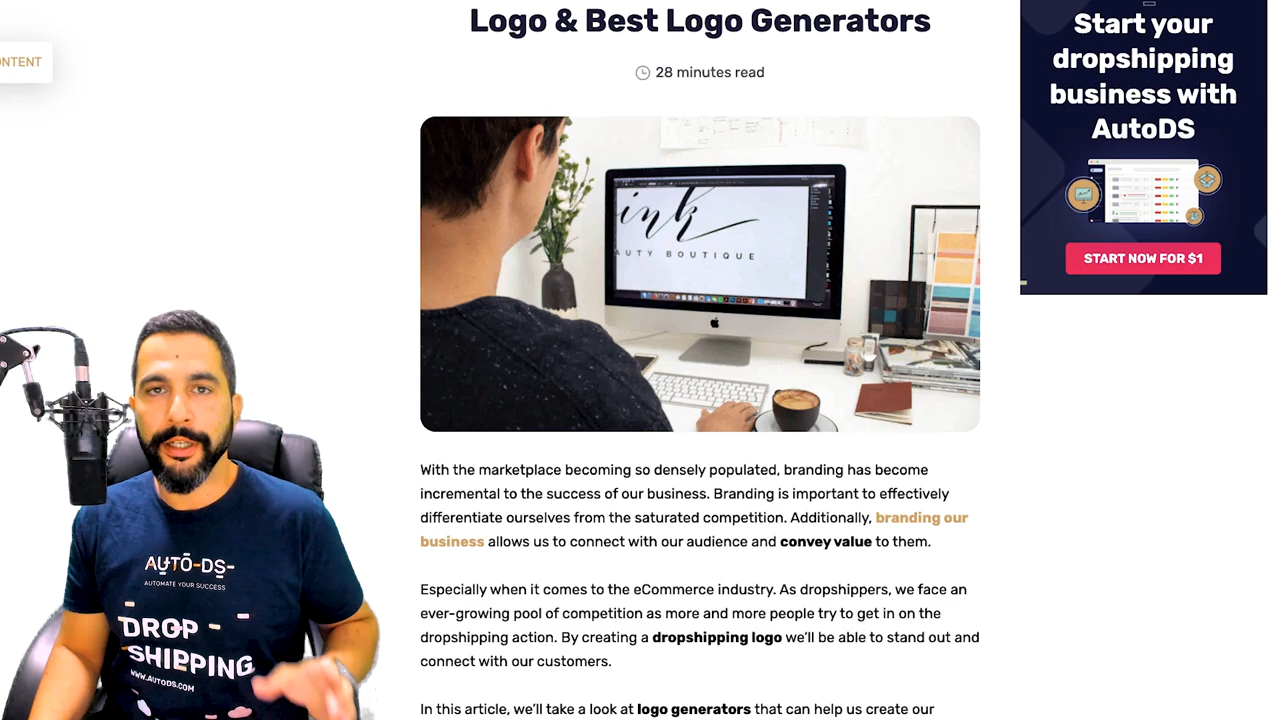 Logo & Best Logo Generators
28 minutes read
ONTENT
ink
AUTY BOUTIQUE
With the marketplace becoming so densely populated, branding has become
incremental to the success of our business. Branding is important to effectively
differentiate ourselves from the saturated competition. Additionally, branding our
business allows us to connect with our audience and convey value to them.
Especially when it comes to the eCommerce industry. As dropshippers, we face an
ever-growing pool of competition as more and more people try to get in on the
dropshipping action. By creating a dropshipping logo we'll be able to stand out and
connect with our customers.
In this article, we'll take a look at logo generators that can help us create our
Start your
dropshipping
business with
AutoDS
START NOW FOR $1
AUTO-DS-
AUTOMATE YOUR SUCCESS
DROP
SHIPPING
WWW.AUTODS.COM